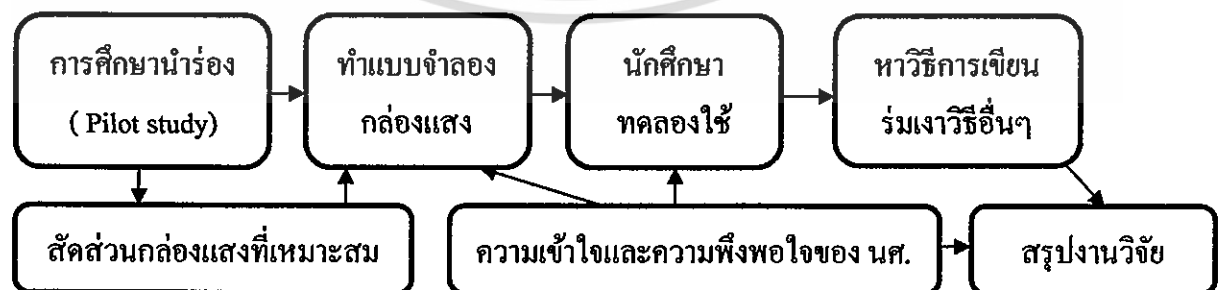 การศึกษานำร่อง
( Pilot study)
ทำแบบจำลอง
กล่องแสง
นักศึกษา
ทดลองใช้
หาวิธีการเขียน
ร่มเงาวิธีอื่นๆ
สัดส่วนกล่องแสงที่เหมาะสม
ความเข้าใจและความพึงพอใจของ นศ.
สรุปงานวิจัย